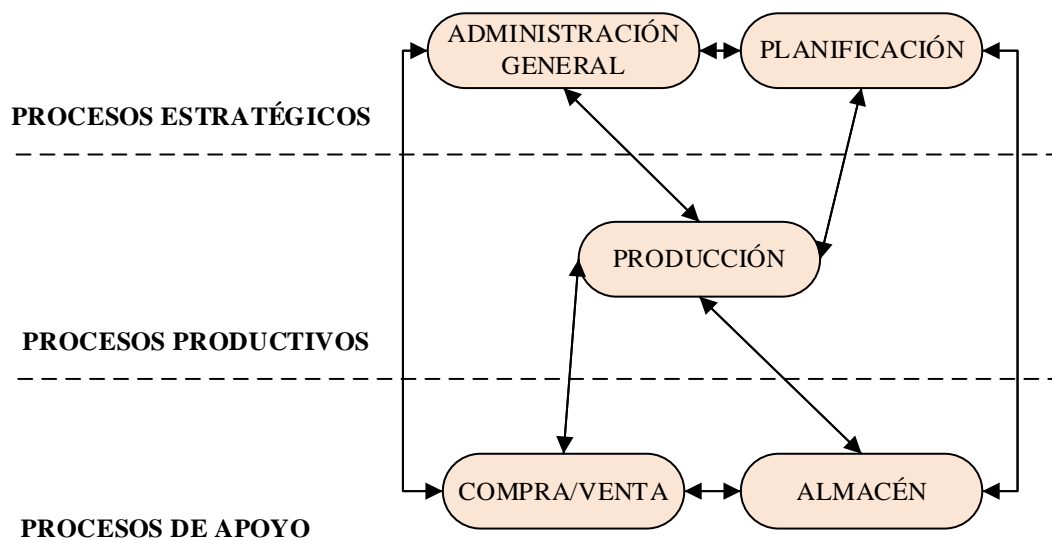 ADMINISTRACIÓN
GENERAL
PLANIFICACIÓN
PROCESOS ESTRATÉGICOS
PRODUCCIÓN
PROCESOS PRODUCTIVOS
COMPRA/VENTA
ALMACÉN
PROCESOS DE APOYO